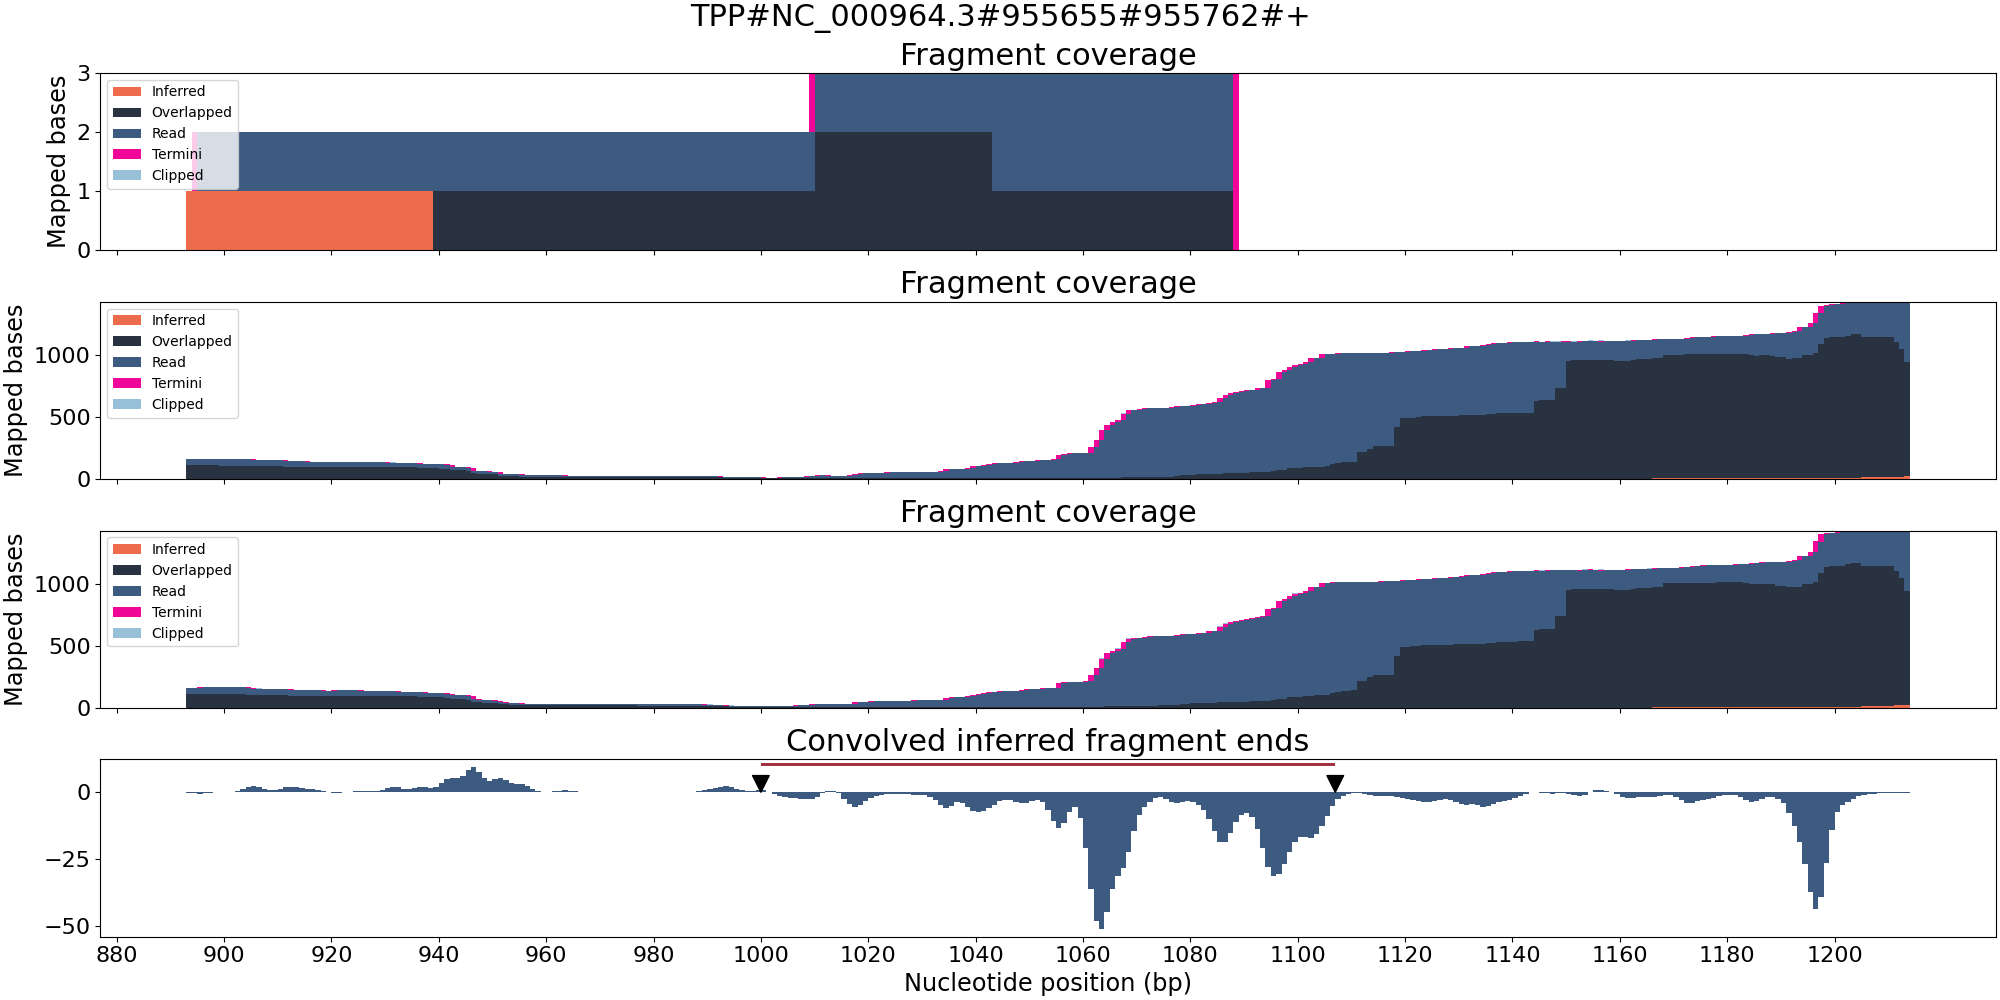 TPP#NC_000964.3#955655#955762#+
Fragment coverage
Mapped bases
3
2
1
0
Inferred
Overlapped
Read
Termini
Clipped
Fragment coverage
Mapped bases
1000
500
0
Inferred
Overlapped
Read
Termini
Clipped
Fragment coverage
Mapped bases
1000
500
0
Inferred
Overlapped
Read
Termini
Clipped
Convolved inferred fragment ends
0
−25
−50
880 900 920 940 960 980 1000 1020 1040 1060 1080 1100 1120 1140 1160 1180 1200
Nucleotide position (bp)